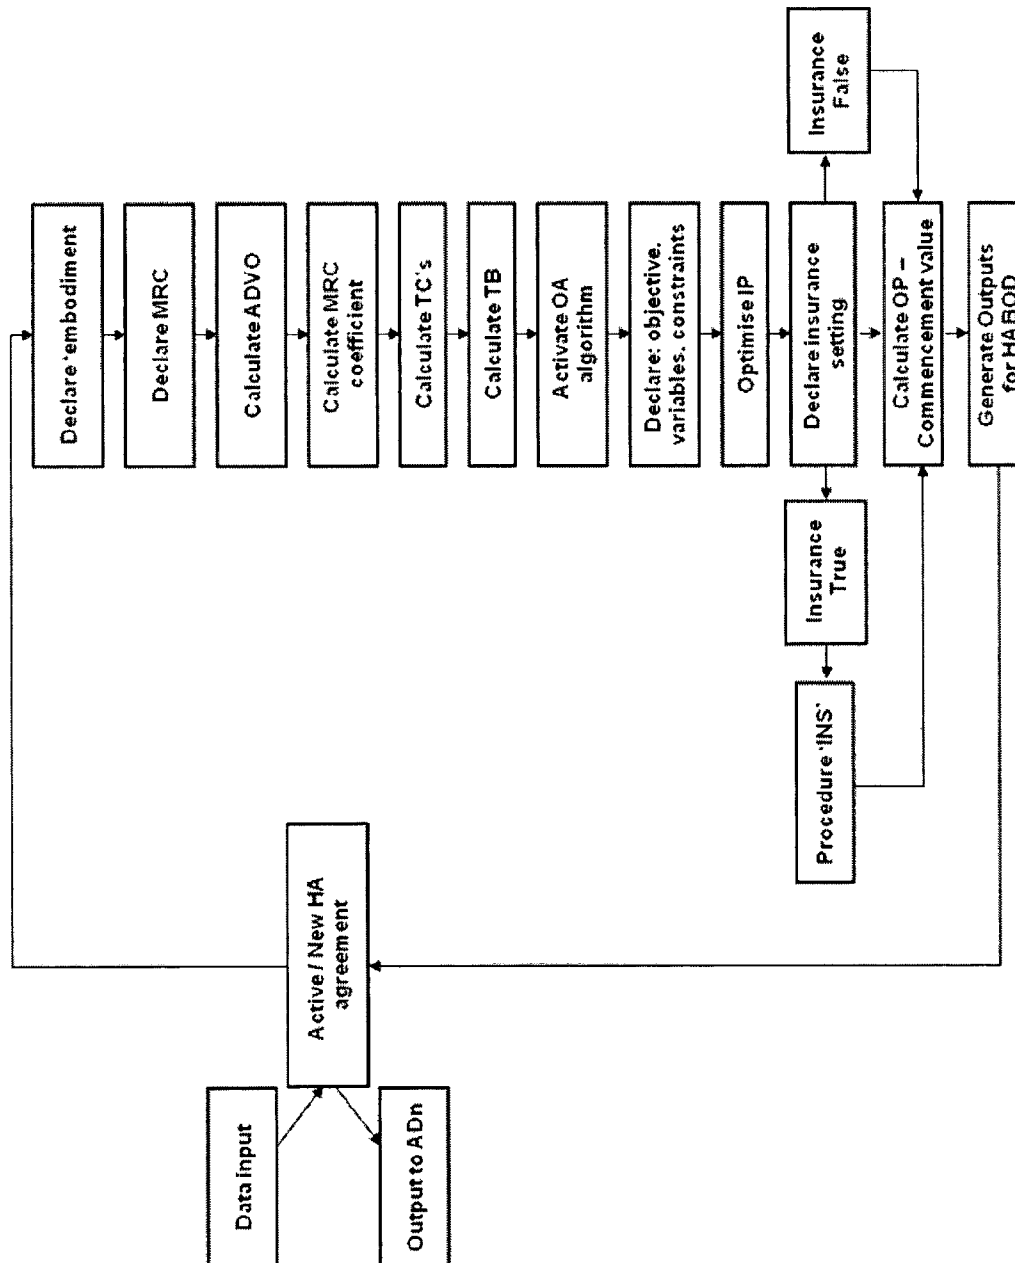 Data input
Output to ADn
Active / New HA
agreement
Declare 'embodiment
Declare MRC
Calculate ADVO
Calculate MRC
coefficient
Calculate TC's
Calculate TB
Activate OA
algorithm
Declare: objective.
variables. constraints
Optimise IP
Declare insurance
setting
Insurance
True
Procedure 'INS'
Insurance
False
Calculate OP –
Commencement value
Generate Outputs
for HA BOD